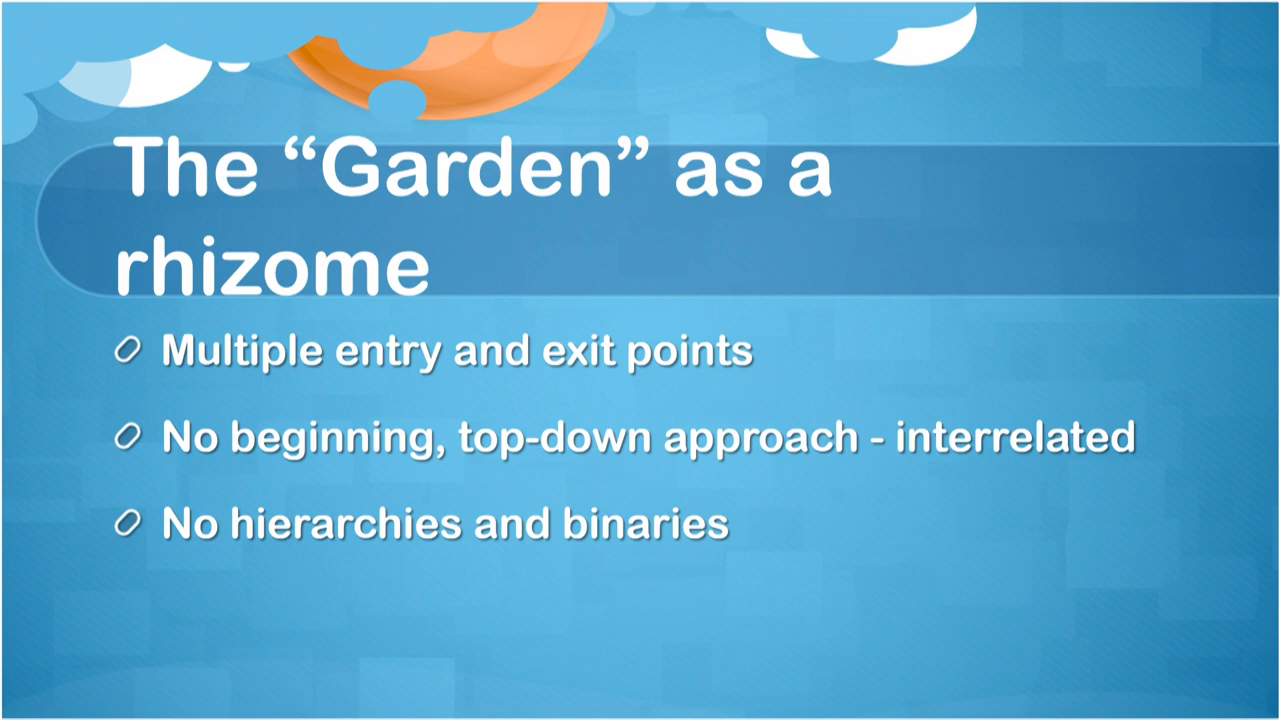 The “Garden” as a
rhizome
Multiple entry and exit points
No beginning, top-down approach - interrelated
No hierarchies and binaries